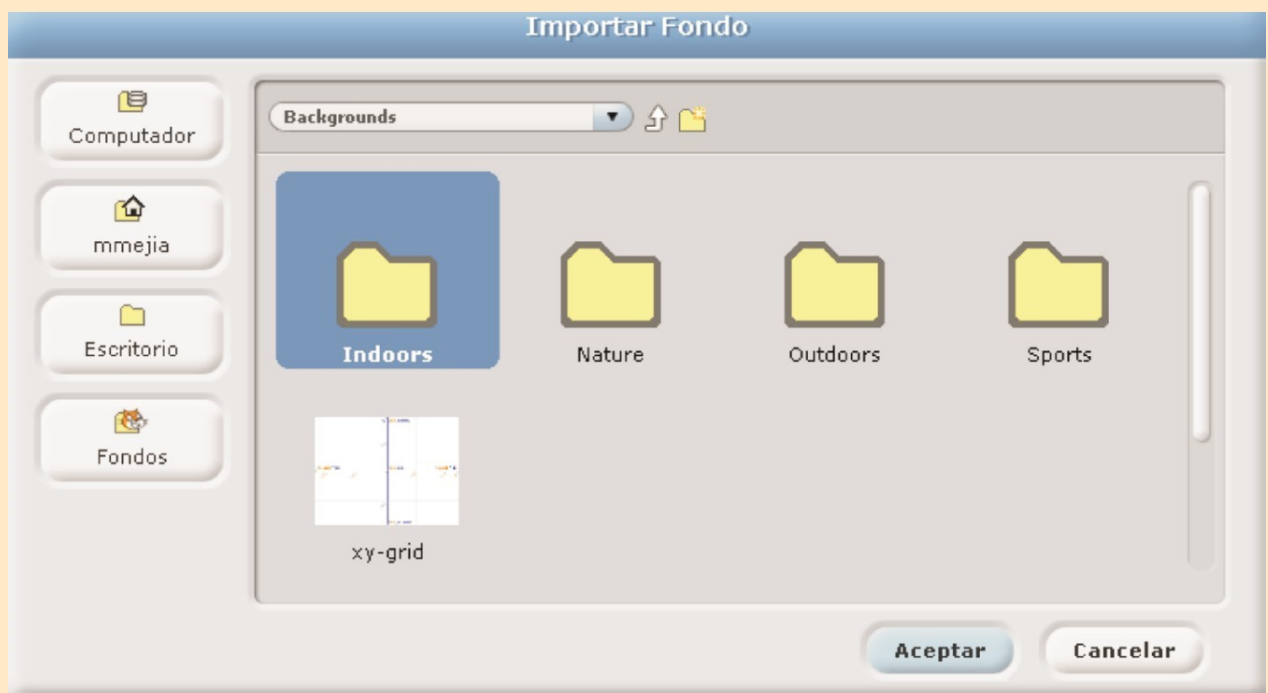 Importar Fondo
Computador
mmejia
Escritorio
Fondos
Backgrounds
Indoors
Nature
Outdoors
Sports
xy-grid
Aceptar
Cancelar